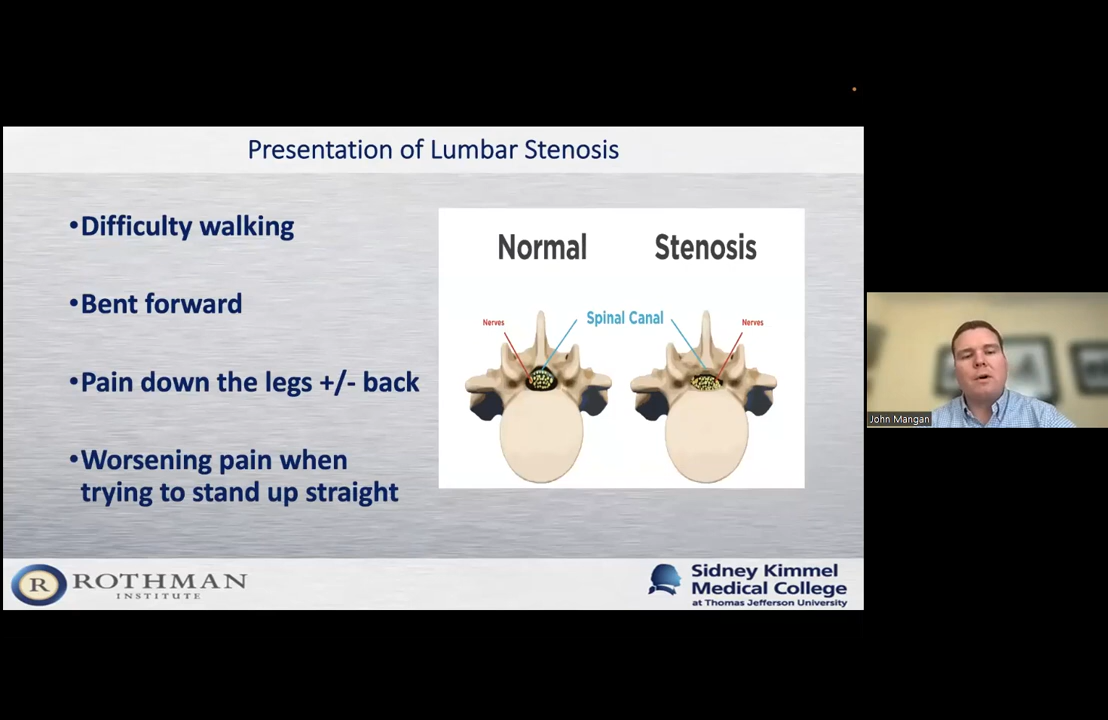 Presentation of Lumbar Stenosis
•Difficulty walking
•Bent forward
•Pain down the legs +/- back
•Worsening pain when
trying to stand up straight
Normal
Stenosis
Nerves
Spinal Canal
Nerves
John Mangan
R
ROTHMAN
INSTITUTE
Sidney Kimmel
Medical College
at Thomas Jefferson University